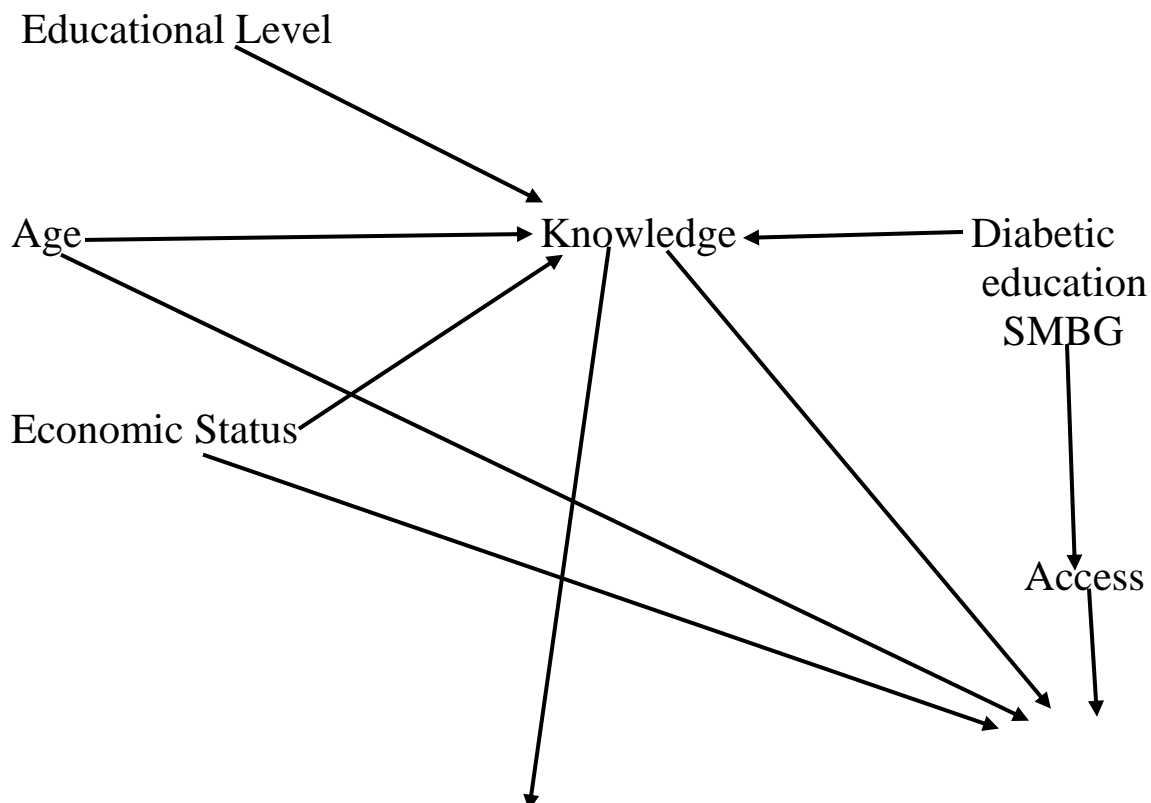 Educational Level
Age
Knowledge
Diabetic
education
SMBG
Economic Status
Access